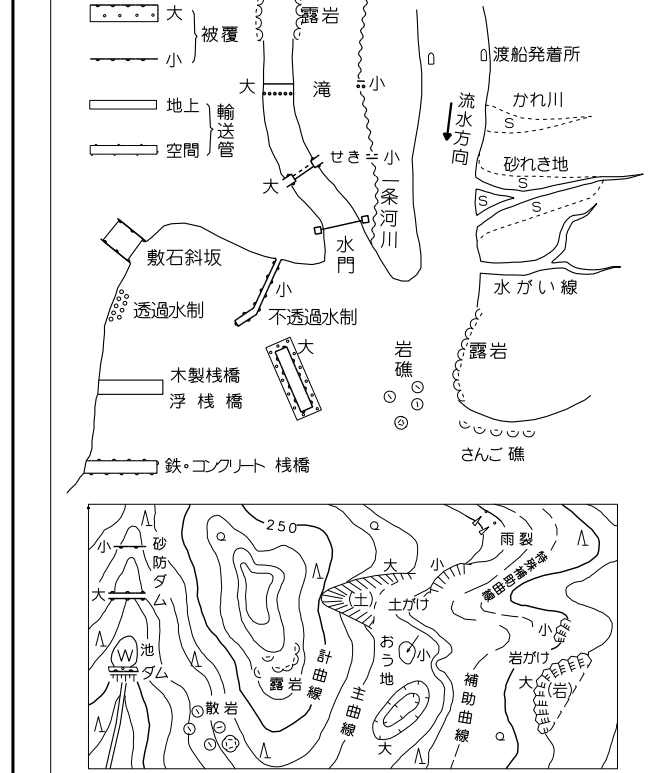 大
小
被覆
地上
空間
輸送管
露岩
大
滝
小
せき
小
大
一条河川
水門
渡船発着所
流水方向
かれ川
S
砂れき地
S
S
S
水がい線
敷石斜坂
透過水制
小
不透過水制
大
岩礁
露岩
さんご礁
木製桟橋
浮桟橋
鉄・コンクリート桟橋
小
砂防ダム
大
池
W
ダム
250
Q
Q
露岩
散岩
計曲線
主曲線
大
小
(土)
土がけ
おう地
小
大
補助曲線
雨裂
特殊補助曲線
小
岩がけ
大
(岩)
Q